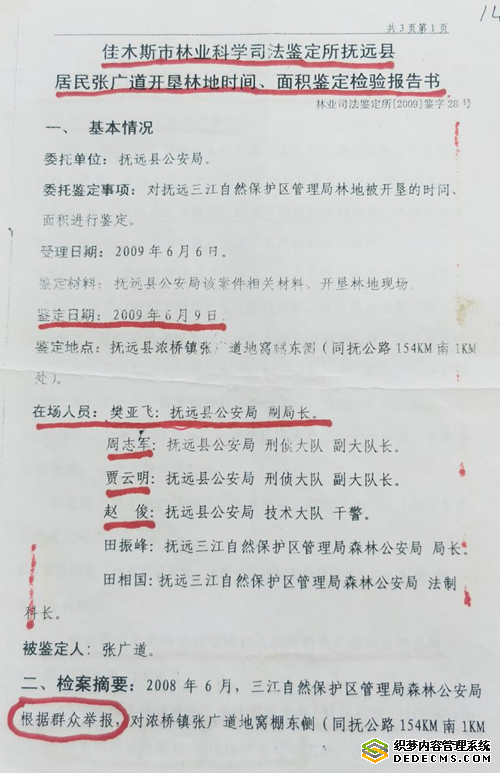 14
共3页第1页
佳木斯市林业科学司法鉴定所抚远县
居民张广道开垦林地时间、面积鉴定检验报告书
林业司法鉴定所[2009]鉴字28号
一、 基本情况
委托单位：抚远县公安局。
委托鉴定事项：对抚远三江自然保护区管理局林地被开垦的时间、
面积进行鉴定。
受理日期：2009年6月6日。
鉴定材料：抚远县公安局该案件相关材料、开垦林地现场。
鉴定日期：2009年6月9日。
鉴定地点：抚远县浓桥镇张广道地窝棚东侧（同抚公路154KM南1KM
处）。
在场人员：樊亚飞：抚远县公安局 副局长。
周志军：抚远县公安局 刑侦大队 副大队长。
贾云明：抚远县公安局 刑侦大队 副大队长。
赵 俊：抚远县公安局 技术大队 干警。
田振峰：抚远三江自然保护区管理局森林公安局 局长。
田相国：抚远三江自然保护区管理局森林公安局 法制
科长。
被鉴定人：张广道。
二、检案摘要：2008年6月，三江自然保护区管理局森林公安局
根据群众举报，对浓桥镇张广道地窝棚东侧（同抚公路154KM南1KM
织梦内容管理系统
DEDECMS.COM